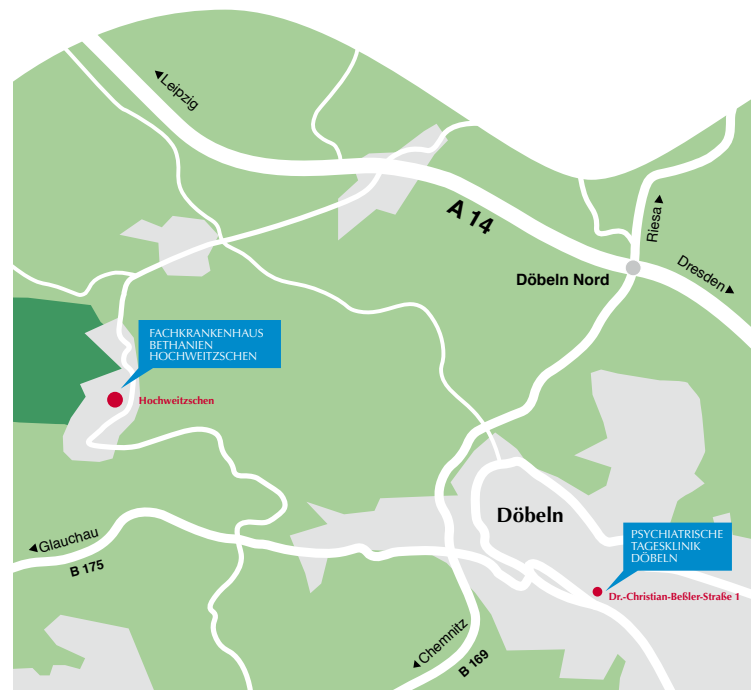 Leipzig
A 14
Riesa
Döbeln Nord
Dresden
FACHKRANKENHAUS
BETHANIEN
HOCHWEITZSCHEN
Hochweitzschen
Döbeln
Glauchau
B 175
PSYCHIATRISCHE
TAGESKLINIK
DÖBELN
Dr.-Christian-Beßler-Straße 1
Chemnitz
B 169